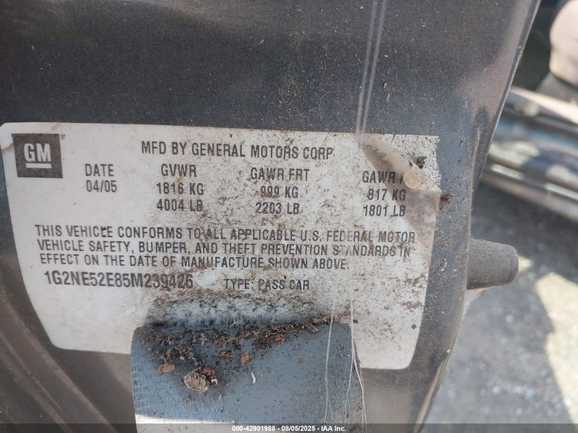 GM
MFD BY GENERAL MOTORS CORP
DATE GVWR GAWR FRT GAWR
04/05 1816 KG 999 KG 817 KG
4004 LB 2203 LB 1801 LB
THIS VEHICLE CONFORMS TO ALL APPLICABLE U.S. FEDERAL MOTOR
VEHICLE SAFETY, BUMPER, AND THEFT PREVENTION STANDARDS IN
EFFECT ON THE DATE OF MANUFACTURE SHOWN ABOVE.
1G2NE52E85M239426 TYPE: PASS CAR
000-42901988 - 08/05/2025 - IAA Inc.